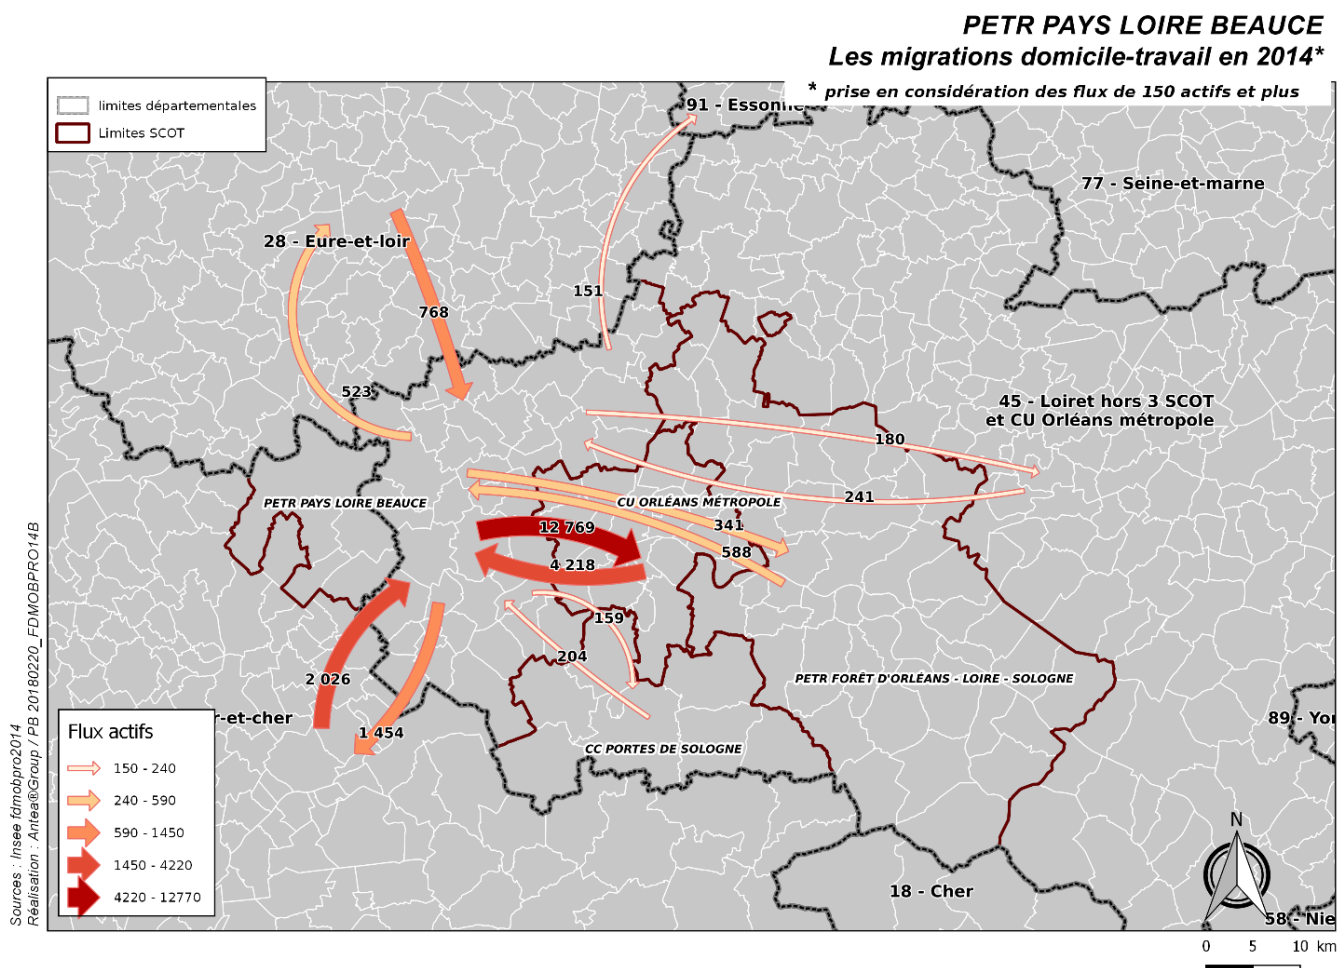 PETR PAYS LOIRE BEAUCE
Les migrations domicile-travail en 2014*
* prise en considération des flux de 150 actifs et plus
limites départementales
Limites SCOT
91 - Essonne
77 - Seine-et-marne
28 - Eure-et-loir
151
768
523
45 - Loiret hors 3 SCOT
et CU Orléans métropole
180
241
PETR PAYS LOIRE BEAUCE
CU ORLÉANS MÉTROPOLE
341
12 769
588
4 218
159
204
2 026
PETR FORÊT D'ORLÉANS - LOIRE - SOLOGNE
r-et-cher
1 454
89 - Yo
CC PORTES DE SOLOGNE
Flux actifs
150 - 240
240 - 590
590 - 1450
1450 - 4220
4220 - 12770
18 - Cher
N
58 - Nie
0 5 10 km
Sources : Insee fdmobpro2014
Réalisation : Antea®Group / PB 20180220_FDMOBPRO14B